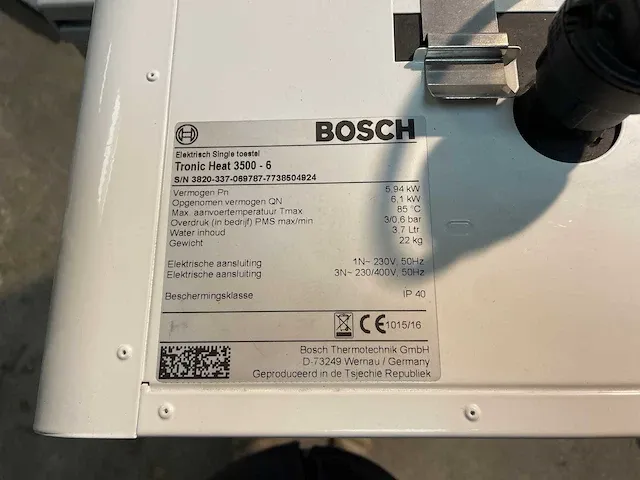 BOSCH
Elektrisch Single toestel
Tronic Heat 3500 - 6
S/N 3820-337-069787-7738504924
Vermogen Pn 5,94 kW
Opgenomen vermogen QN 6,1 kW
Max. aanvoertemperatuur Tmax 85 °C
Overdruk (in bedrijf) PMS max/min 3/0,6 bar
Water inhoud 3,7 Ltr
Gewicht 22 kg
Elektrische aansluiting 1N~ 230V, 50Hz
Elektrische aansluiting 3N~ 230/400V, 50Hz
Beschermingsklasse IP 40
CE 1015/16
Bosch Thermotechnik GmbH
D-73249 Wernau / Germany
Geproduceerd in de Tsjechie Republiek